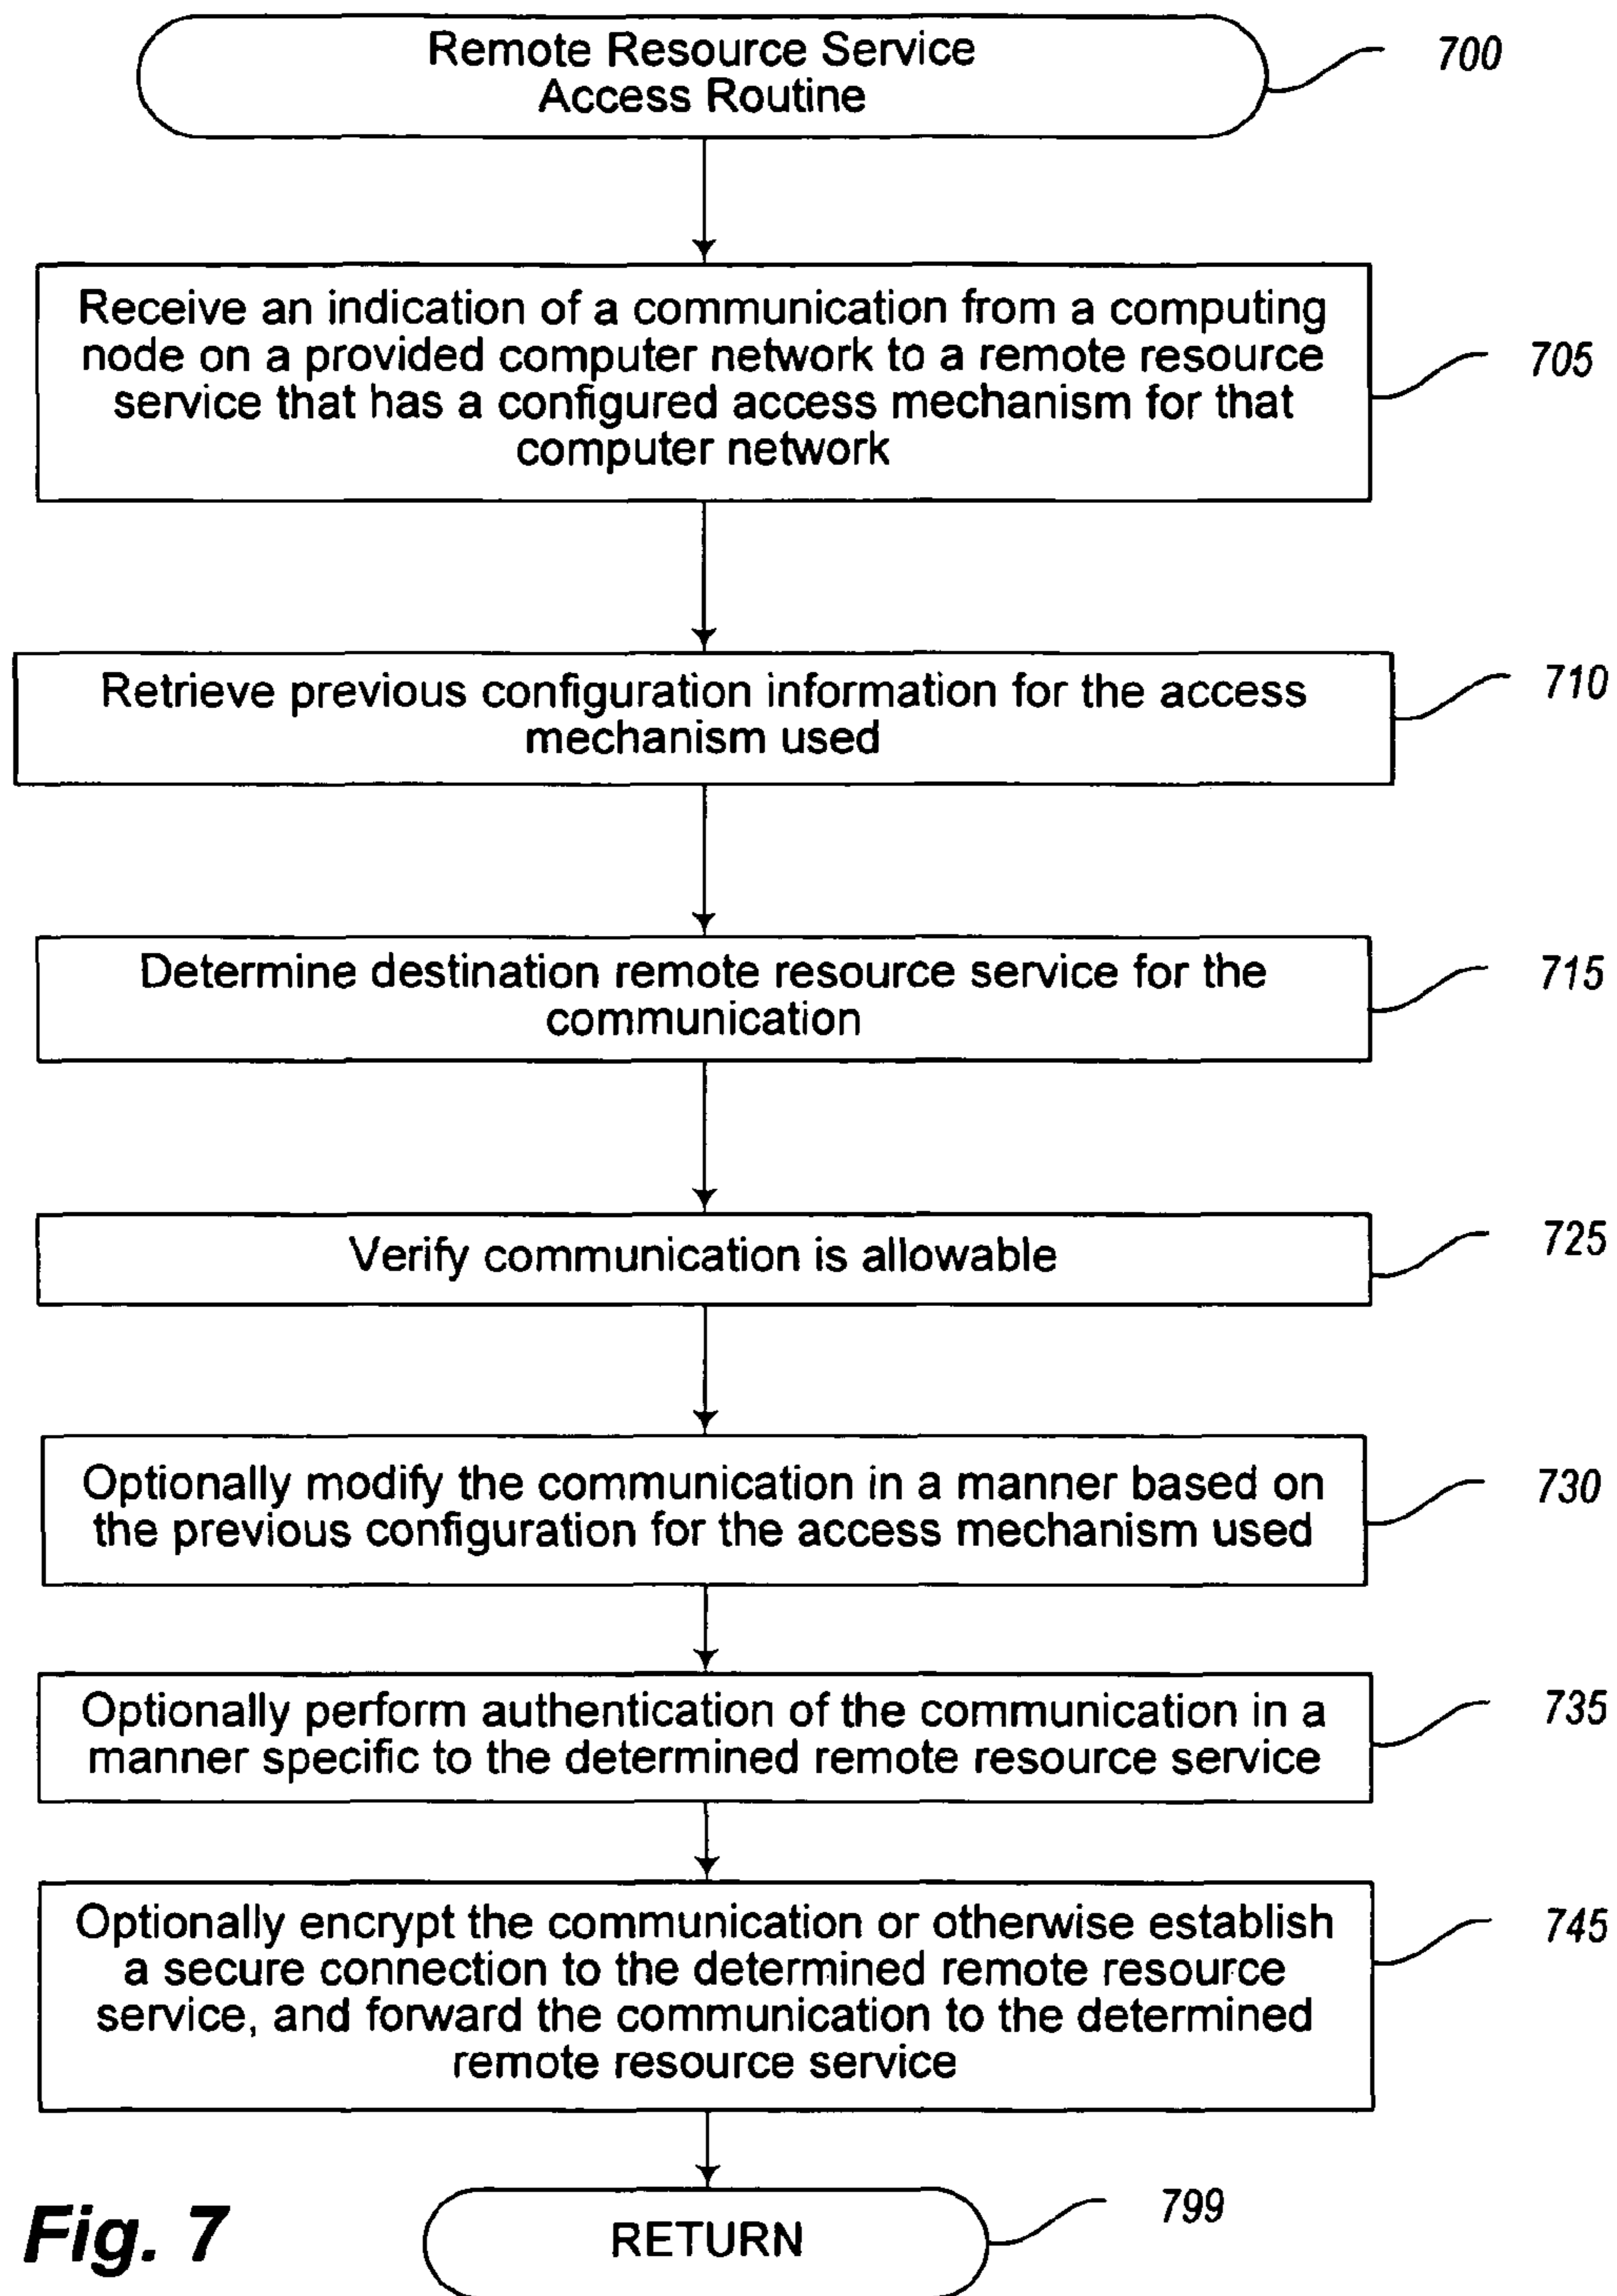 Remote Resource Service
Access Routine
700
Receive an indication of a communication from a computing
node on a provided computer network to a remote resource
service that has a configured access mechanism for that
computer network
705
Retrieve previous configuration information for the access
mechanism used
710
Determine destination remote resource service for the
communication
715
Verify communication is allowable
725
Optionally modify the communication in a manner based on
the previous configuration for the access mechanism used
730
Optionally perform authentication of the communication in a
manner specific to the determined remote resource service
735
Optionally encrypt the communication or otherwise establish
a secure connection to the determined remote resource
service, and forward the communication to the determined
remote resource service
745
RETURN
799
Fig. 7